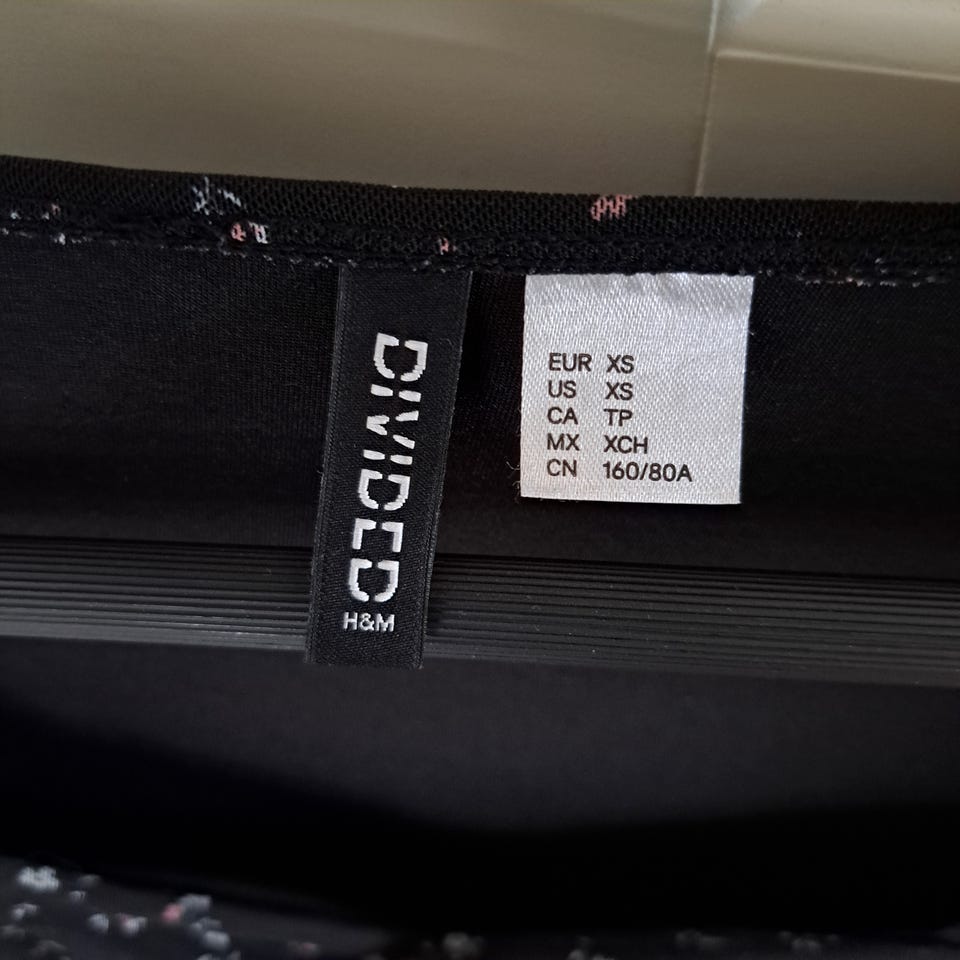 DIVIDED
H&M
EUR XS
US XS
CA TP
MX XCH
CN 160/80A